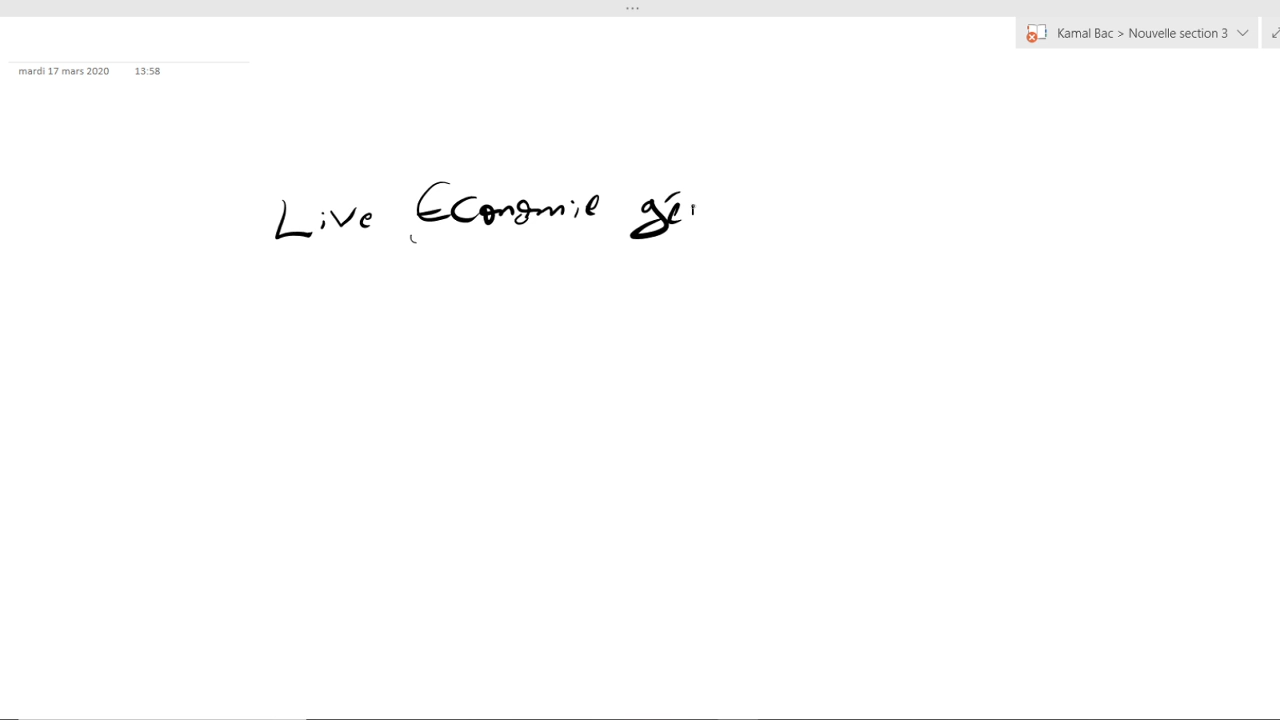 Kamal Bac > Nouvelle section 3
mardi 17 mars 2020 13:58
Live Economie gé